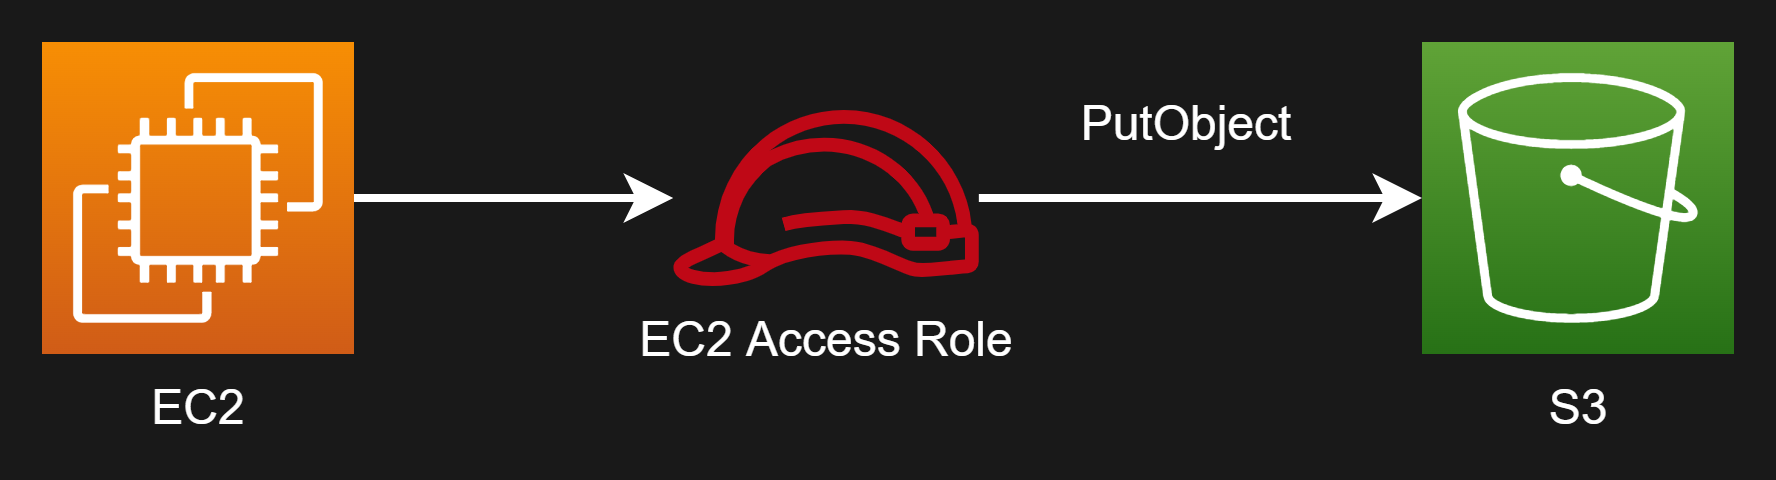 PutObject
EC2 Access Role
EC2
S3